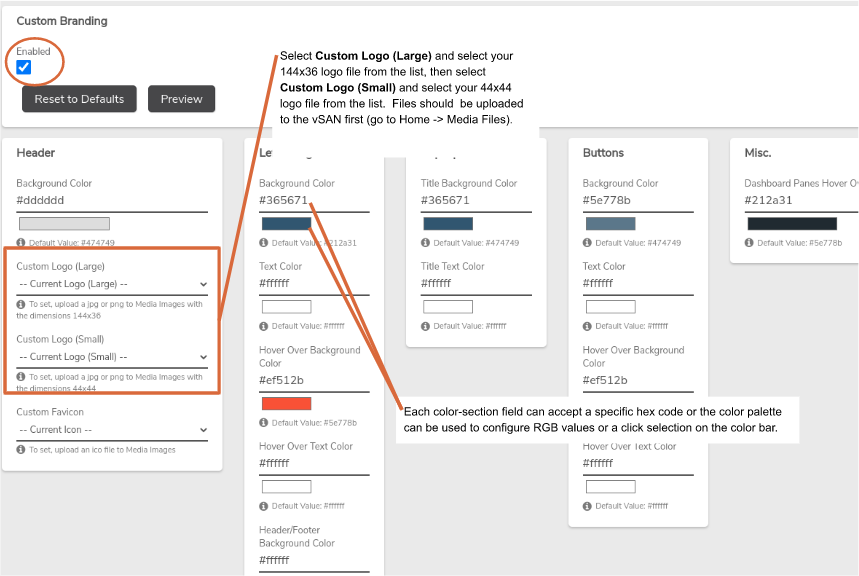 Custom Branding
Enabled
Reset to Defaults
Preview
Select Custom Logo (Large) and select your
144x36 logo file from the list, then select
Custom Logo (Small) and select your 44x44
logo file from the list. Files should be uploaded
to the vSAN first (go to Home -> Media Files).
Header
Background Color
#dddddd
Default Value: #474749
Custom Logo (Large)
-- Current Logo (Large) --
To set, upload a jpg or png to Media Images with
the dimensions 144x36
Custom Logo (Small)
-- Current Logo (Small) --
To set, upload a jpg or png to Media Images with
the dimensions 44x44
Custom Favicon
-- Current Icon --
To set, upload an ico file to Media Images
Background Color
#365671
Default Value: #212a31
Text Color
#ffffff
Default Value: #ffffff
Hover Over Background
Color
#ef512b
Default Value: #5e778b
Hover Over Text Color
#ffffff
Default Value: #ffffff
Header/Footer
Background Color
#ffffff
Title Background Color
#365671
Default Value: #474749
Title Text Color
#ffffff
Default Value: #ffffff
Each color-section field can accept a specific hex code or the color palette
can be used to configure RGB values or a click selection on the color bar.
Buttons
Background Color
#5e778b
Default Value: #474749
Text Color
#ffffff
Default Value: #ffffff
Hover Over Background
Color
#ef512b
Hover Over Text Color
#ffffff
Default Value: #ffffff
Misc.
Dashboard Panes Hover
#212a31
Default Value: #5e778b